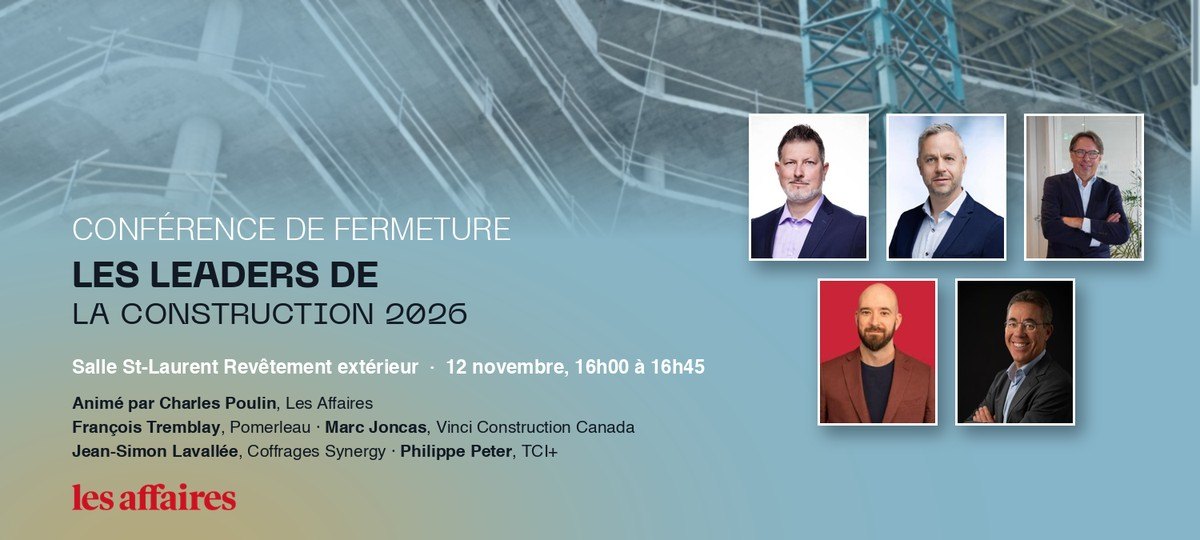 CONFÉRENCE DE FERMETURE
LES LEADERS DE
LA CONSTRUCTION 2026
Salle St-Laurent Revêtement extérieur · 12 novembre, 16h00 à 16h45
Animé par Charles Poulin, Les Affaires
François Tremblay, Pomerleau · Marc Joncas, Vinci Construction Canada
Jean-Simon Lavallée, Coffrages Synergy · Philippe Peter, TCI+
les affaires